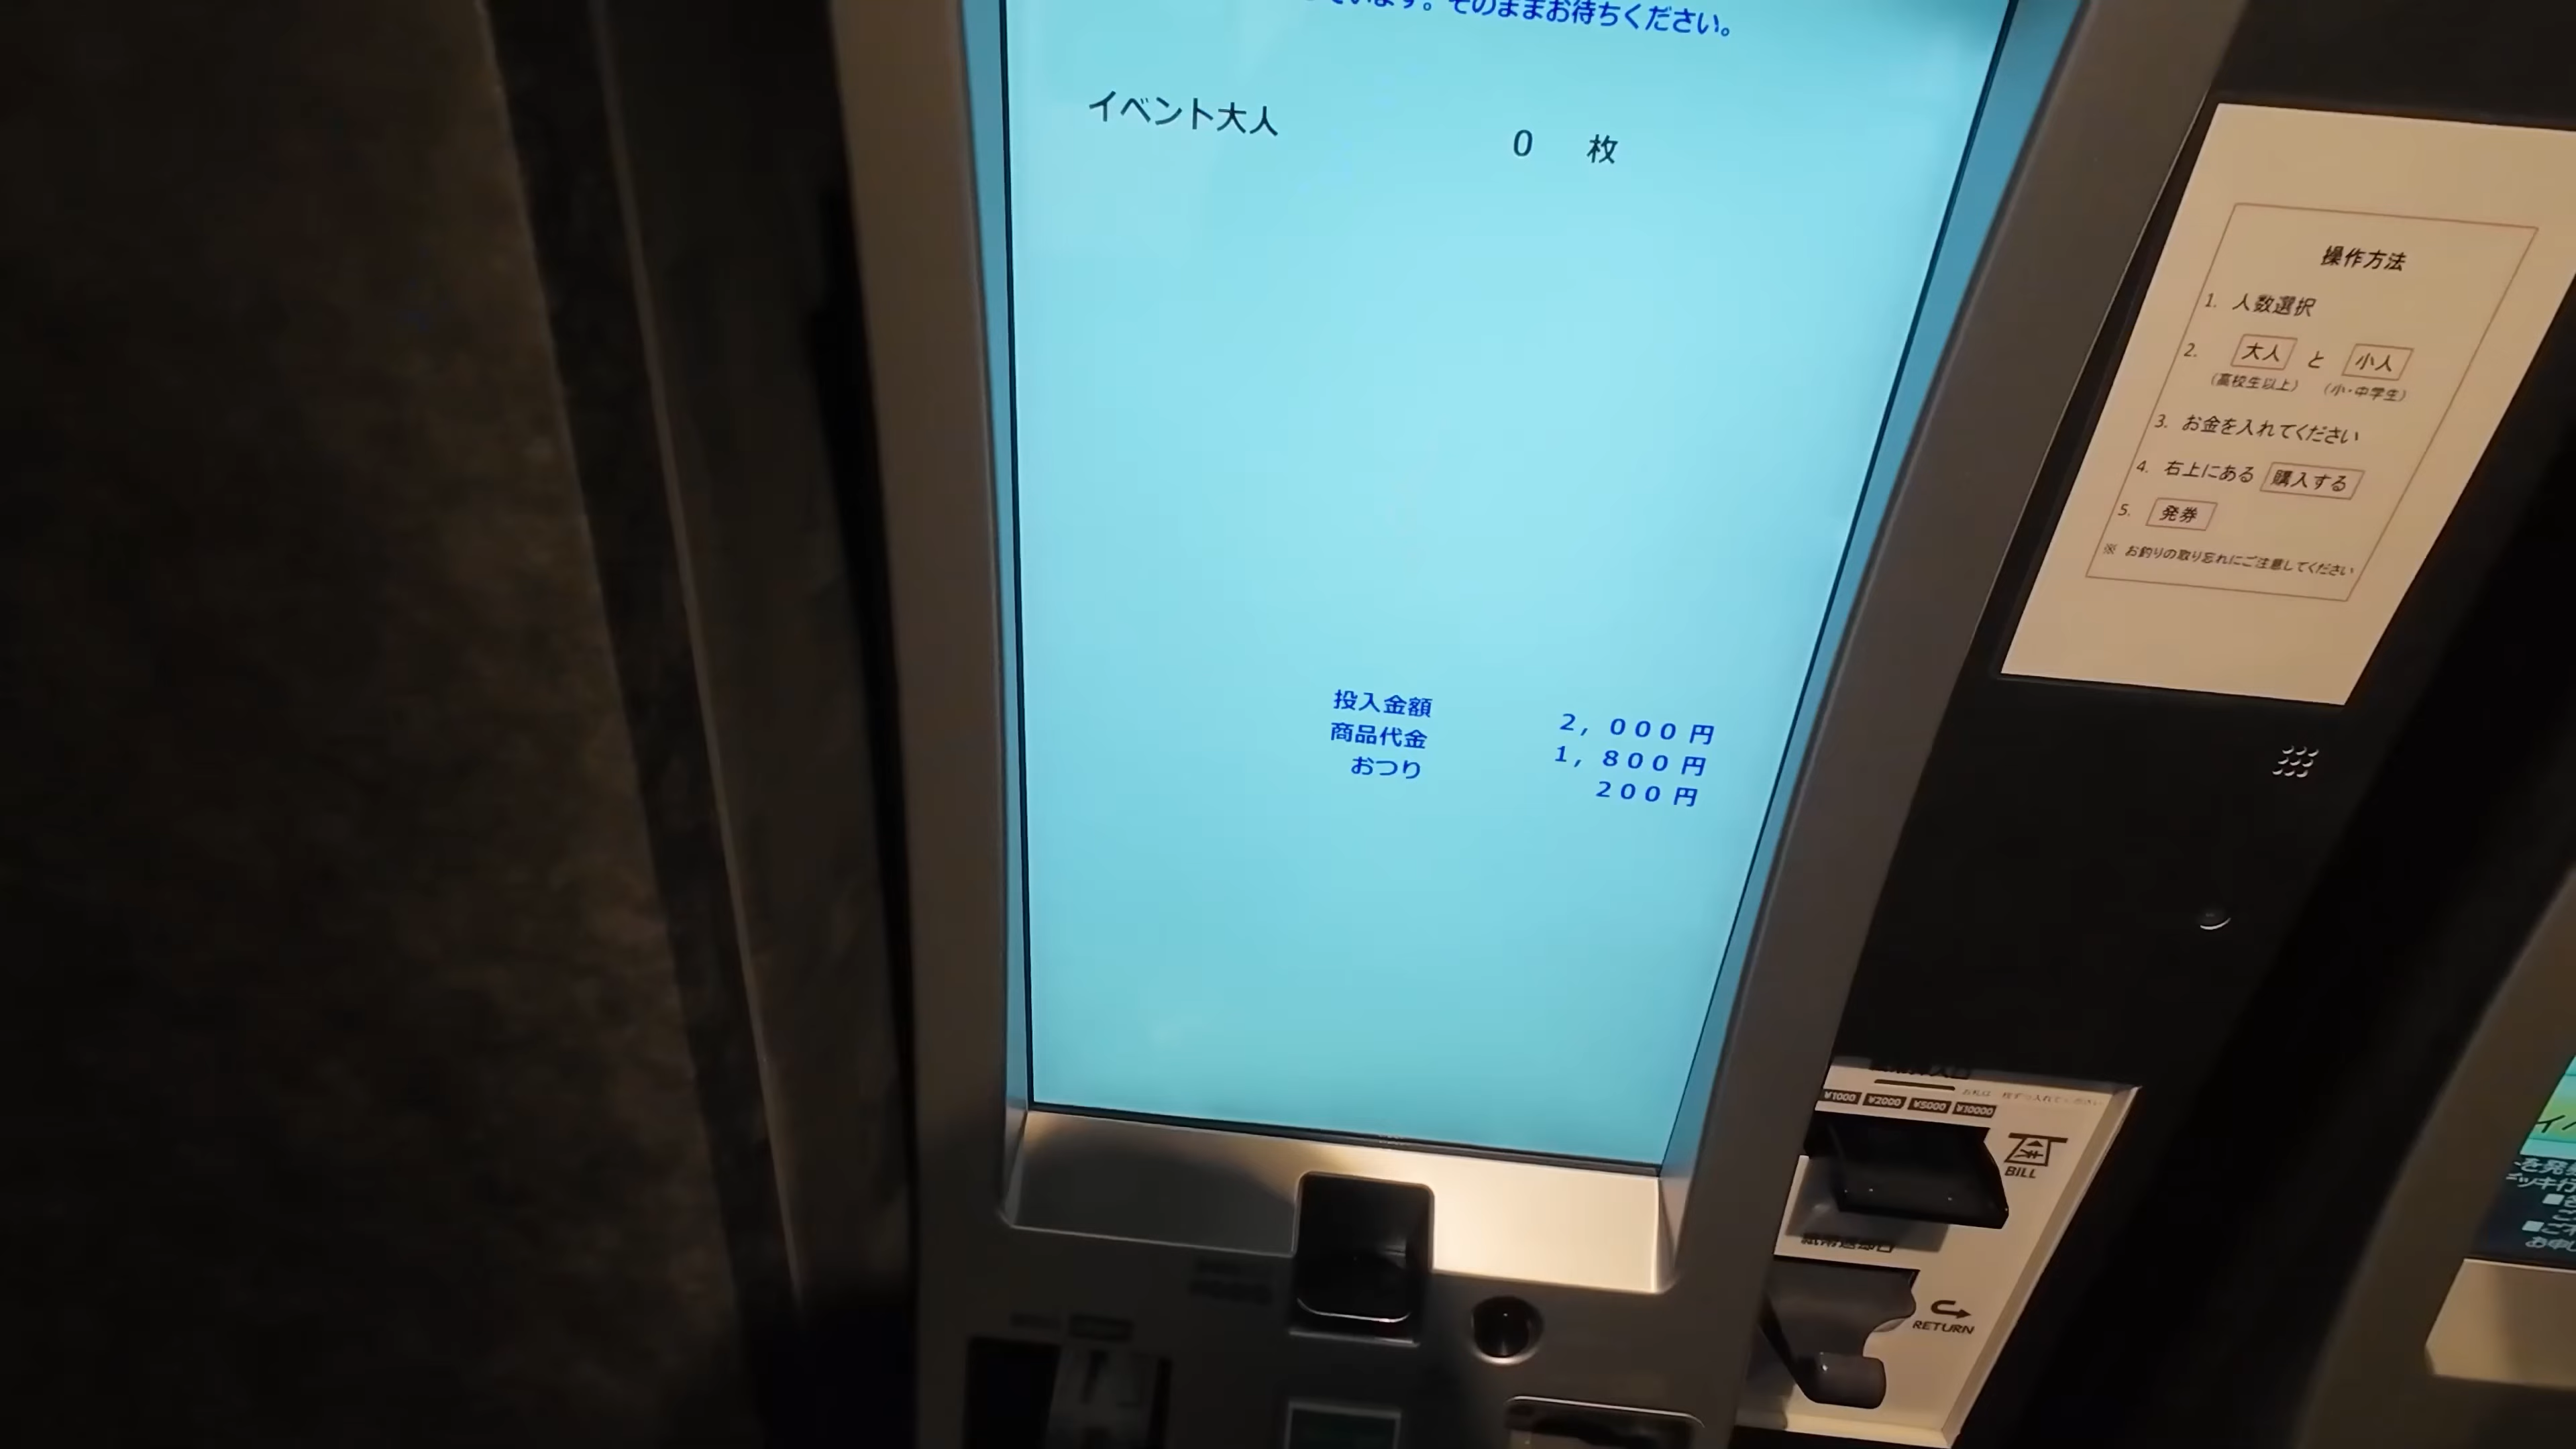 ています。そのままお待ちください。
イベント大人 0 枚
投入金額 2,000円
商品代金 1,800円
おつり 200円
操作方法
1. 人数選択
2. 大人 と 小人
(高校生以上) (小・中学生)
3. お金を入れてください
4. 右上にある 購入する
5. 発券
※ お釣りの取り忘れにご注意してください
¥1000 ¥2000 ¥5000 ¥10000
BILL
RETURN